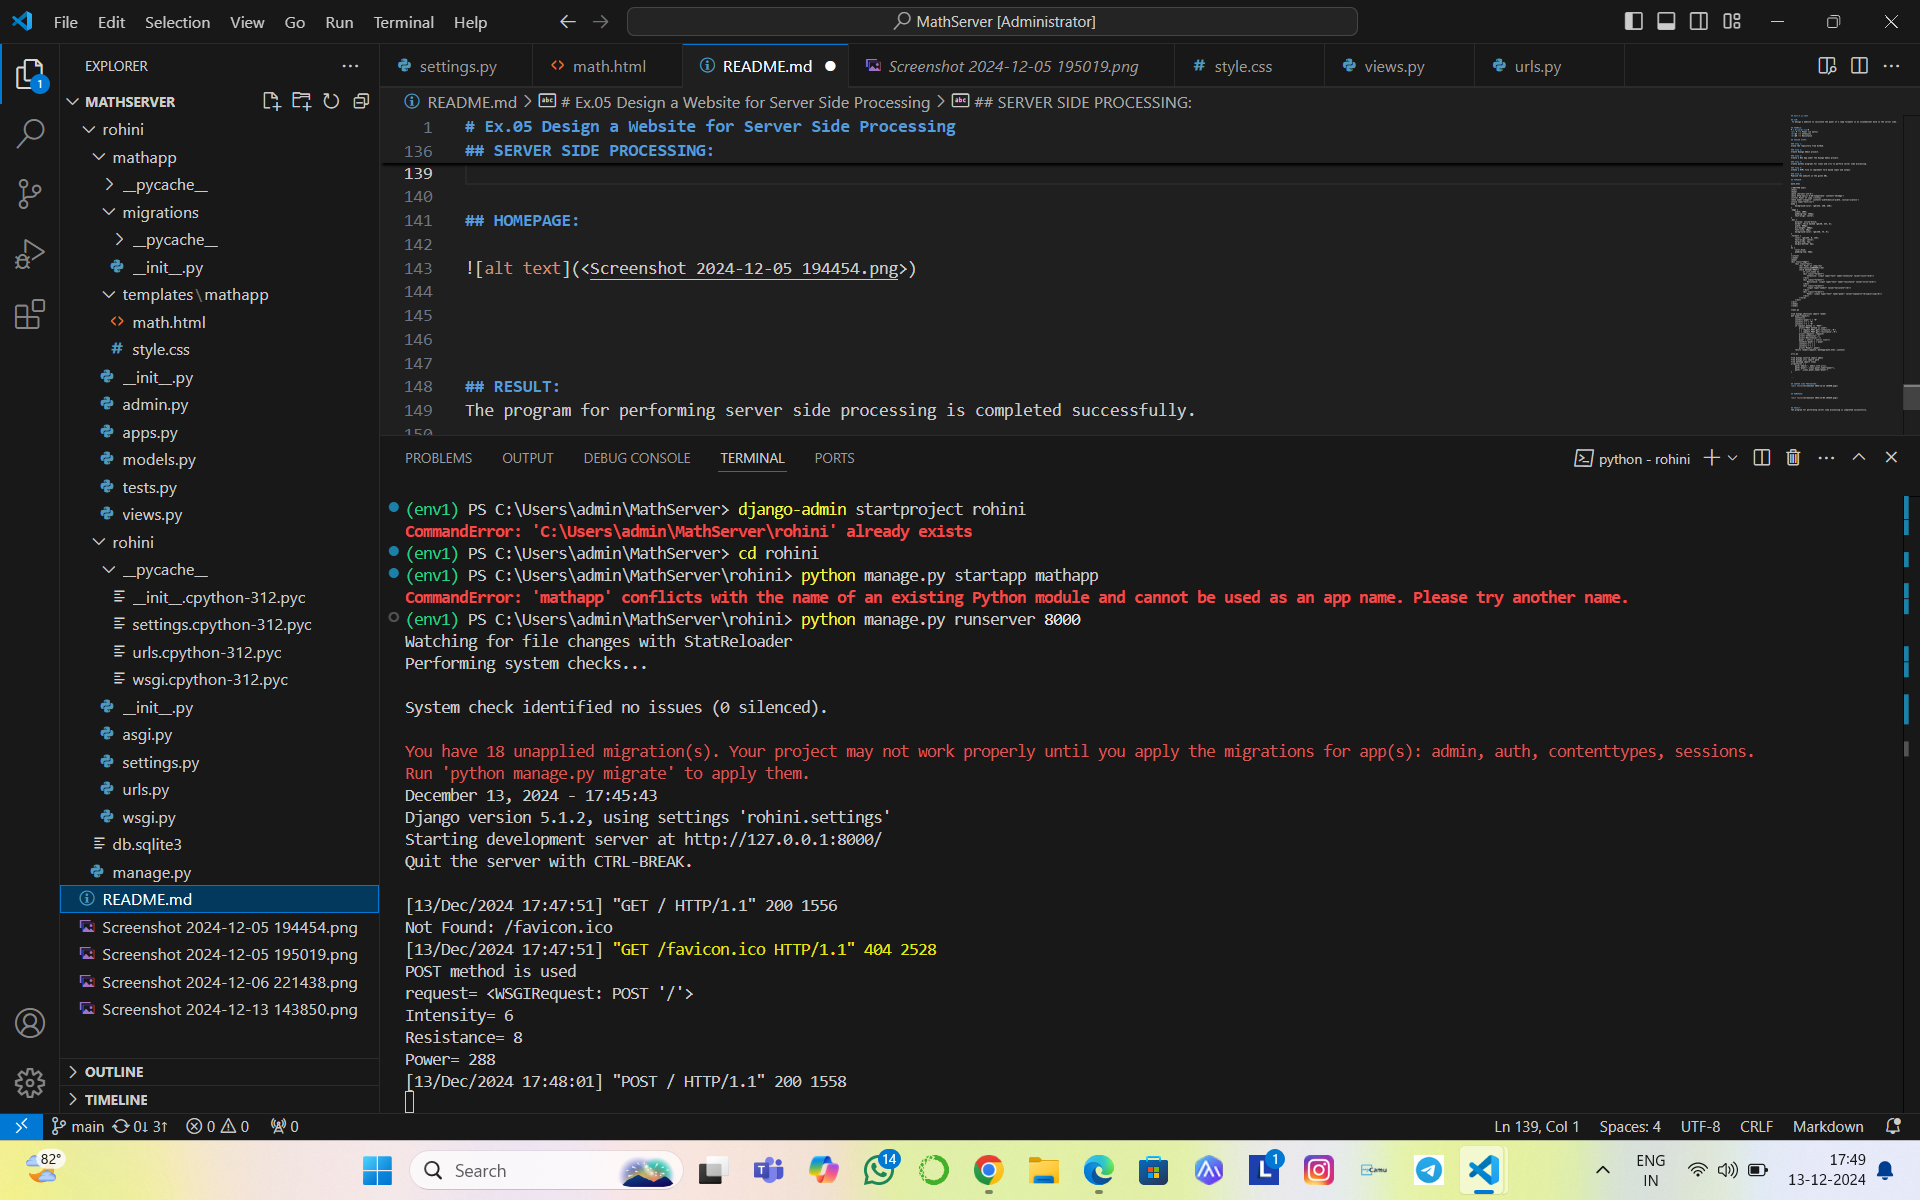 File Edit Selection View Go Run Terminal Help
MathServer [Administrator]
EXPLORER
settings.py
math.html
README.md
Screenshot 2024-12-05 195019.png
style.css
views.py
urls.py
MATHSERVER
README.md > # Ex.05 Design a Website for Server Side Processing > ## SERVER SIDE PROCESSING:
rohini
mathapp
__pycache__
migrations
__pycache__
__init__.py
templates\mathapp
math.html
style.css
__init__.py
admin.py
apps.py
models.py
tests.py
views.py
rohini
__pycache__
__init__.cpython-312.pyc
settings.cpython-312.pyc
urls.cpython-312.pyc
wsgi.cpython-312.pyc
__init__.py
asgi.py
settings.py
urls.py
wsgi.py
db.sqlite3
manage.py
README.md
Screenshot 2024-12-05 194454.png
Screenshot 2024-12-05 195019.png
Screenshot 2024-12-06 221438.png
Screenshot 2024-12-13 143850.png
OUTLINE
TIMELINE
1 # Ex.05 Design a Website for Server Side Processing
136 ## SERVER SIDE PROCESSING:
139
140
141 ## HOMEPAGE:
142
143 ![alt text](<Screenshot 2024-12-05 194454.png>)
144
145
146
147
148 ## RESULT:
149 The program for performing server side processing is completed successfully.
150
PROBLEMS OUTPUT DEBUG CONSOLE TERMINAL PORTS
python - rohini
(env1) PS C:\Users\admin\MathServer> django-admin startproject rohini
CommandError: 'C:\Users\admin\MathServer\rohini' already exists
(env1) PS C:\Users\admin\MathServer> cd rohini
(env1) PS C:\Users\admin\MathServer\rohini> python manage.py startapp mathapp
CommandError: 'mathapp' conflicts with the name of an existing Python module and cannot be used as an app name. Please try another name.
(env1) PS C:\Users\admin\MathServer\rohini> python manage.py runserver 8000
Watching for file changes with StatReloader
Performing system checks...
System check identified no issues (0 silenced).
You have 18 unapplied migration(s). Your project may not work properly until you apply the migrations for app(s): admin, auth, contenttypes, sessions.
Run 'python manage.py migrate' to apply them.
December 13, 2024 - 17:45:43
Django version 5.1.2, using settings 'rohini.settings'
Starting development server at http://127.0.0.1:8000/
Quit the server with CTRL-BREAK.
[13/Dec/2024 17:47:51] "GET / HTTP/1.1" 200 1556
Not Found: /favicon.ico
[13/Dec/2024 17:47:51] "GET /favicon.ico HTTP/1.1" 404 2528
POST method is used
request= <WSGIRequest: POST '/'>
Intensity= 6
Resistance= 8
Power= 288
[13/Dec/2024 17:48:01] "POST / HTTP/1.1" 200 1558
main 0↓ 3↑ 0 0 0
Ln 139, Col 1 Spaces: 4 UTF-8 CRLF Markdown
82°
Search
14
1
Camu
ENG
IN
17:49
13-12-2024